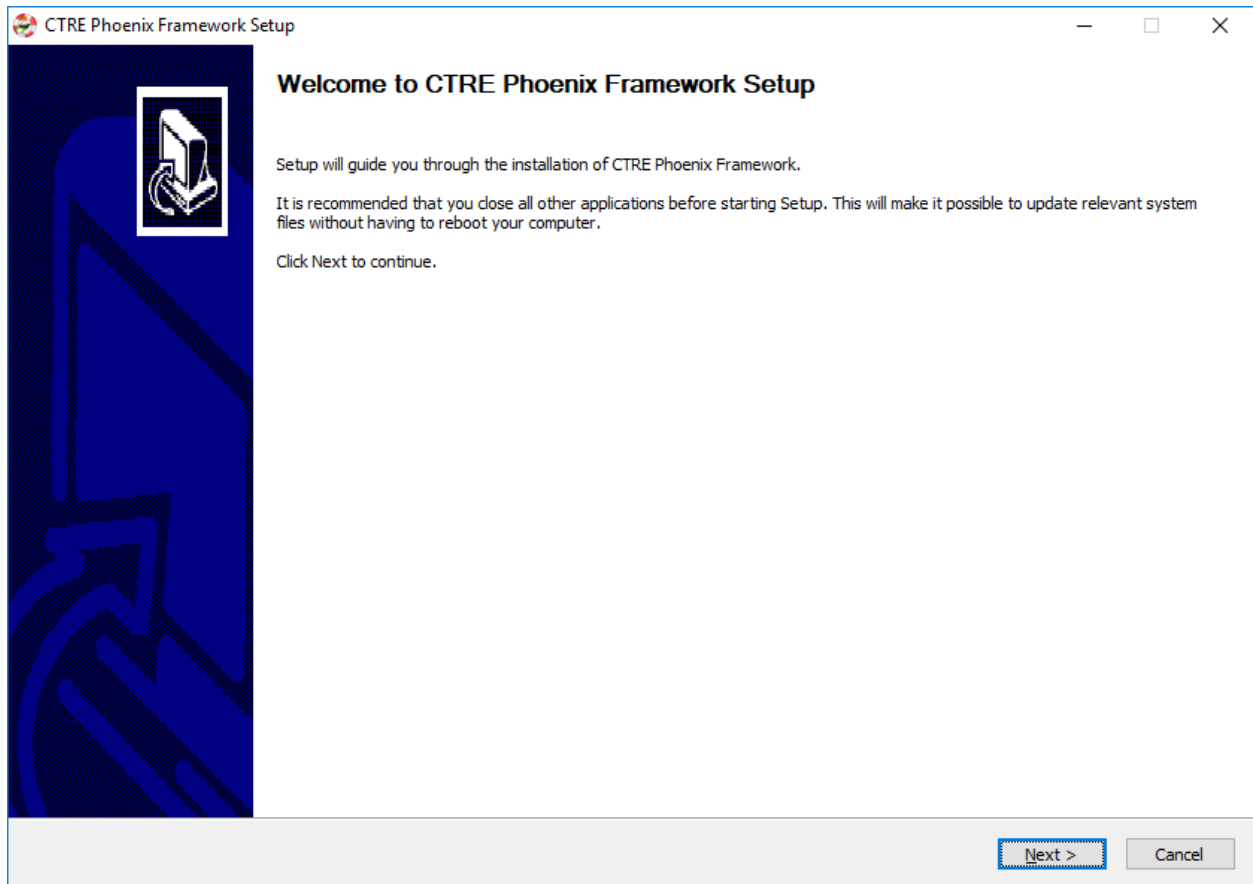 CTRE Phoenix Framework Setup
Welcome to CTRE Phoenix Framework Setup
Setup will guide you through the installation of CTRE Phoenix Framework.
It is recommended that you close all other applications before starting Setup. This will make it possible to update relevant system
files without having to reboot your computer.
Click Next to continue.
Next >
Cancel